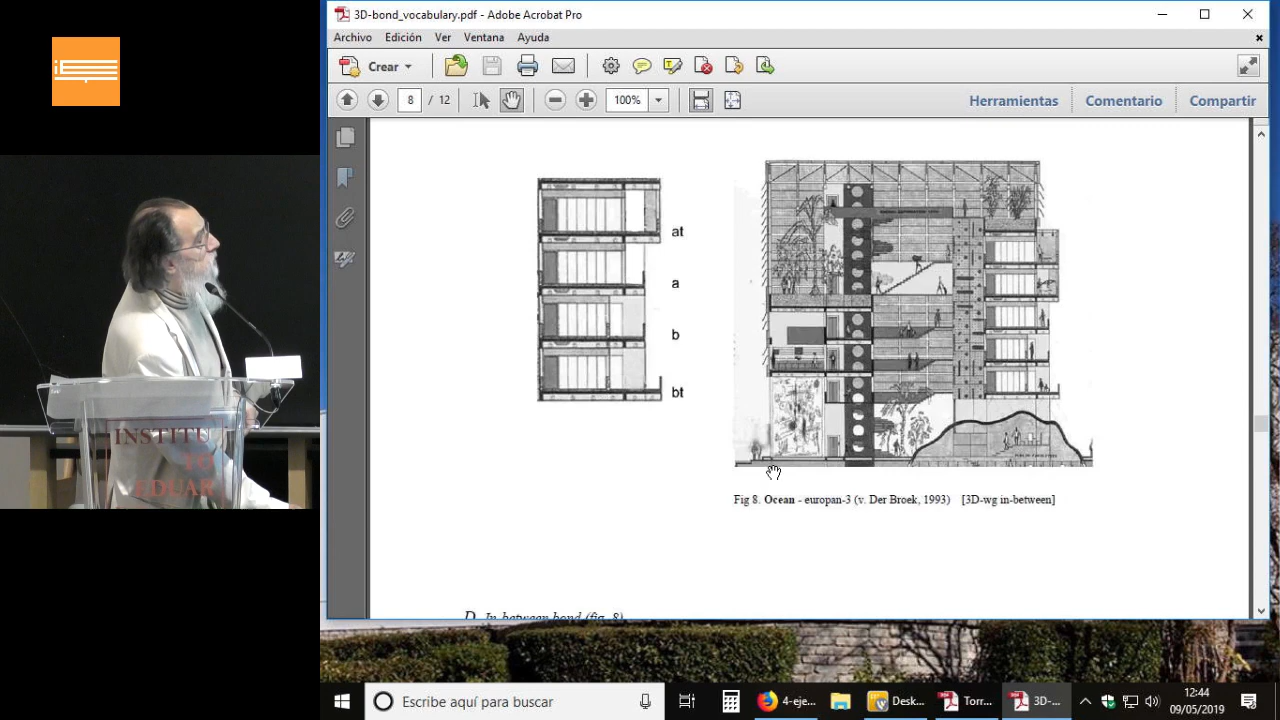 3D-bond_vocabulary.pdf - Adobe Acrobat Pro
Archivo Edición Ver Ventana Ayuda
Crear
8 / 12
100%
Herramientas Comentario Compartir
at
a
b
bt
Fig 8. Ocean - europan-3 (v. Der Broek, 1993) [3D-wg in-between]
D. In-between bond (fig. 8)
INSTITU
TO
EDUAR
Escribe aquí para buscar
4-eje...
Desk...
Torr...
3D-...
12:44
09/05/2019